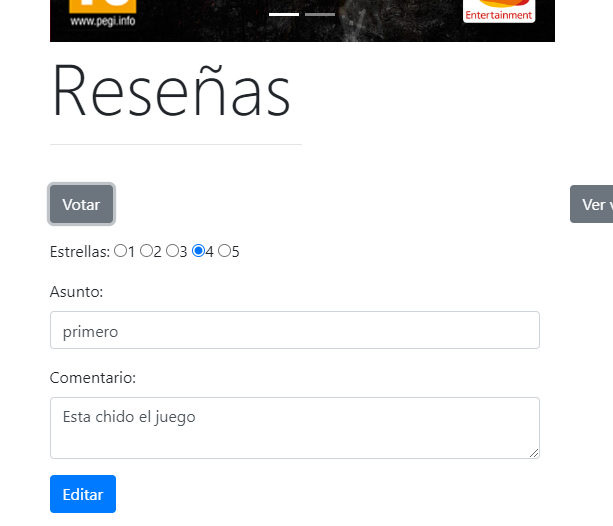 www.pegi.info
Entertainment
Reseñas
Votar
Ver
Estrellas: 1 2 3 4 5
Asunto:
primero
Comentario:
Esta chido el juego
Editar